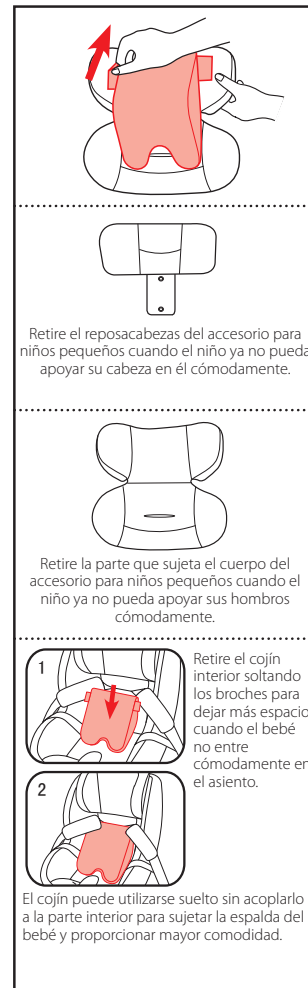 Retire el reposacabezas del accesorio para
niños pequeños cuando el niño ya no pueda
apoyar su cabeza en él cómodamente.
Retire la parte que sujeta el cuerpo del
accesorio para niños pequeños cuando el
niño ya no pueda apoyar sus hombros
cómodamente.
1
Retire el cojín
interior soltando
los broches para
dejar más espacio
cuando el bebé
no entre
cómodamente en
el asiento.
2
El cojín puede utilizarse suelto sin acoplarlo
a la parte interior para sujetar la espalda del
bebé y proporcionar mayor comodidad.